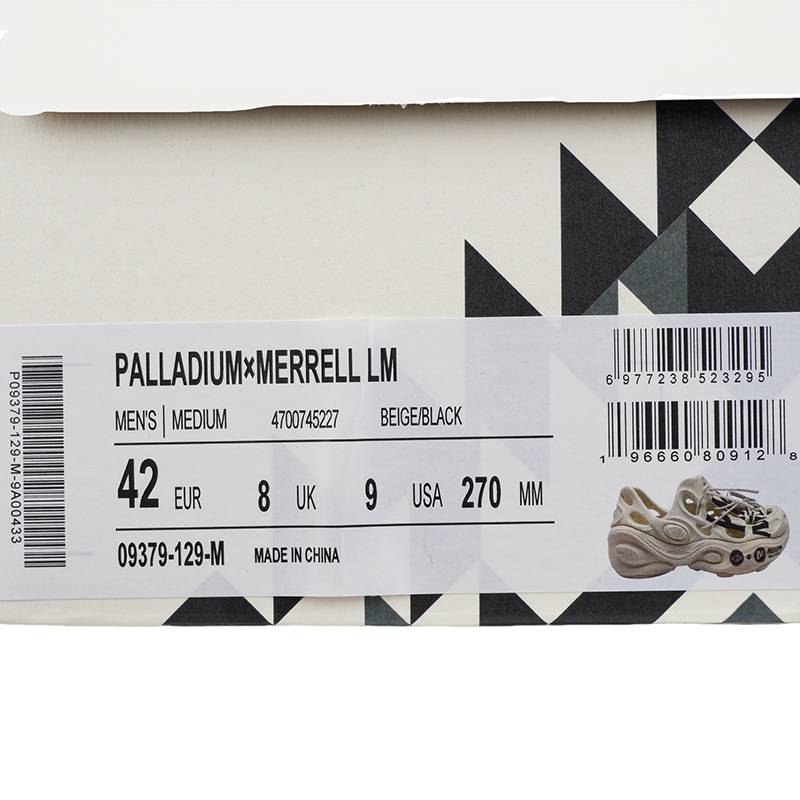 P09379-129-M-9A00433
PALLADIUM×MERRELL LM
MEN'S | MEDIUM 4700745227 BEIGE/BLACK
42 EUR 8 UK 9 USA 270 MM
09379-129-M MADE IN CHINA
6 977238 523295
1 96660 80912 8